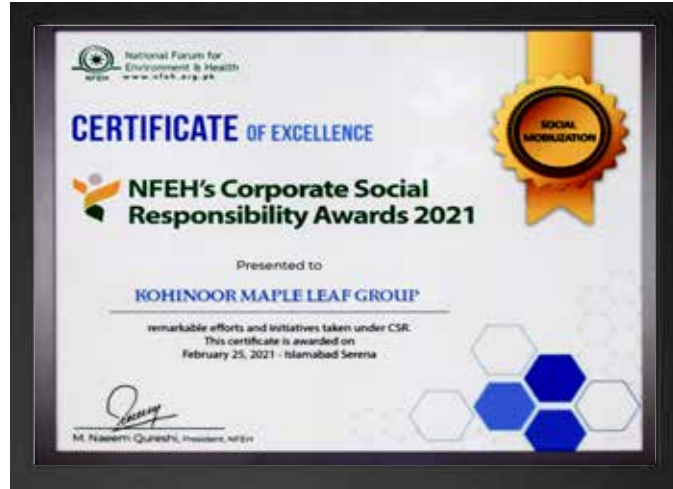 National Forum for
Environment & Health
NFEH
www.nfeh.org.pk
CERTIFICATE OF EXCELLENCE
SOCIAL
MOBILIZATION
NFEH's Corporate Social
Responsibility Awards 2021
Presented to
KOHINOOR MAPLE LEAF GROUP
remarkable efforts and initiatives taken under CSR.
This certificate is awarded on
February 25, 2021 - Islamabad Serena
M. Naeem Qureshi, President, NFEH